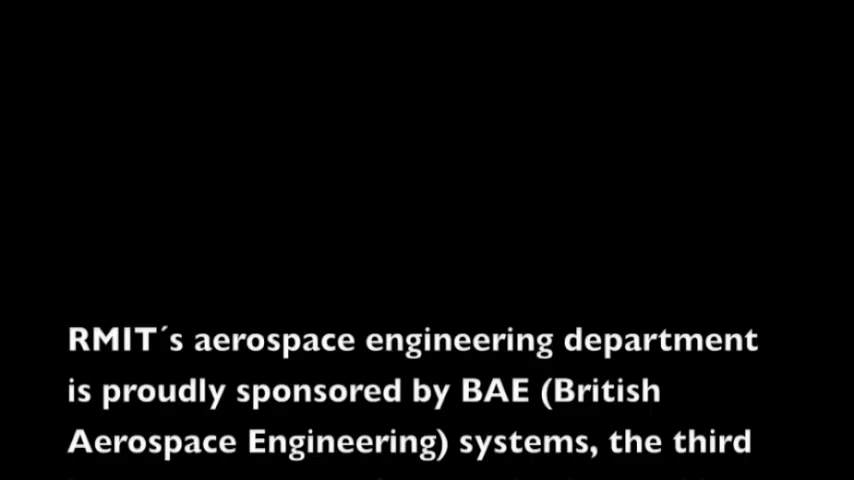 RMIT´s aerospace engineering department
is proudly sponsored by BAE (British
Aerospace Engineering) systems, the third